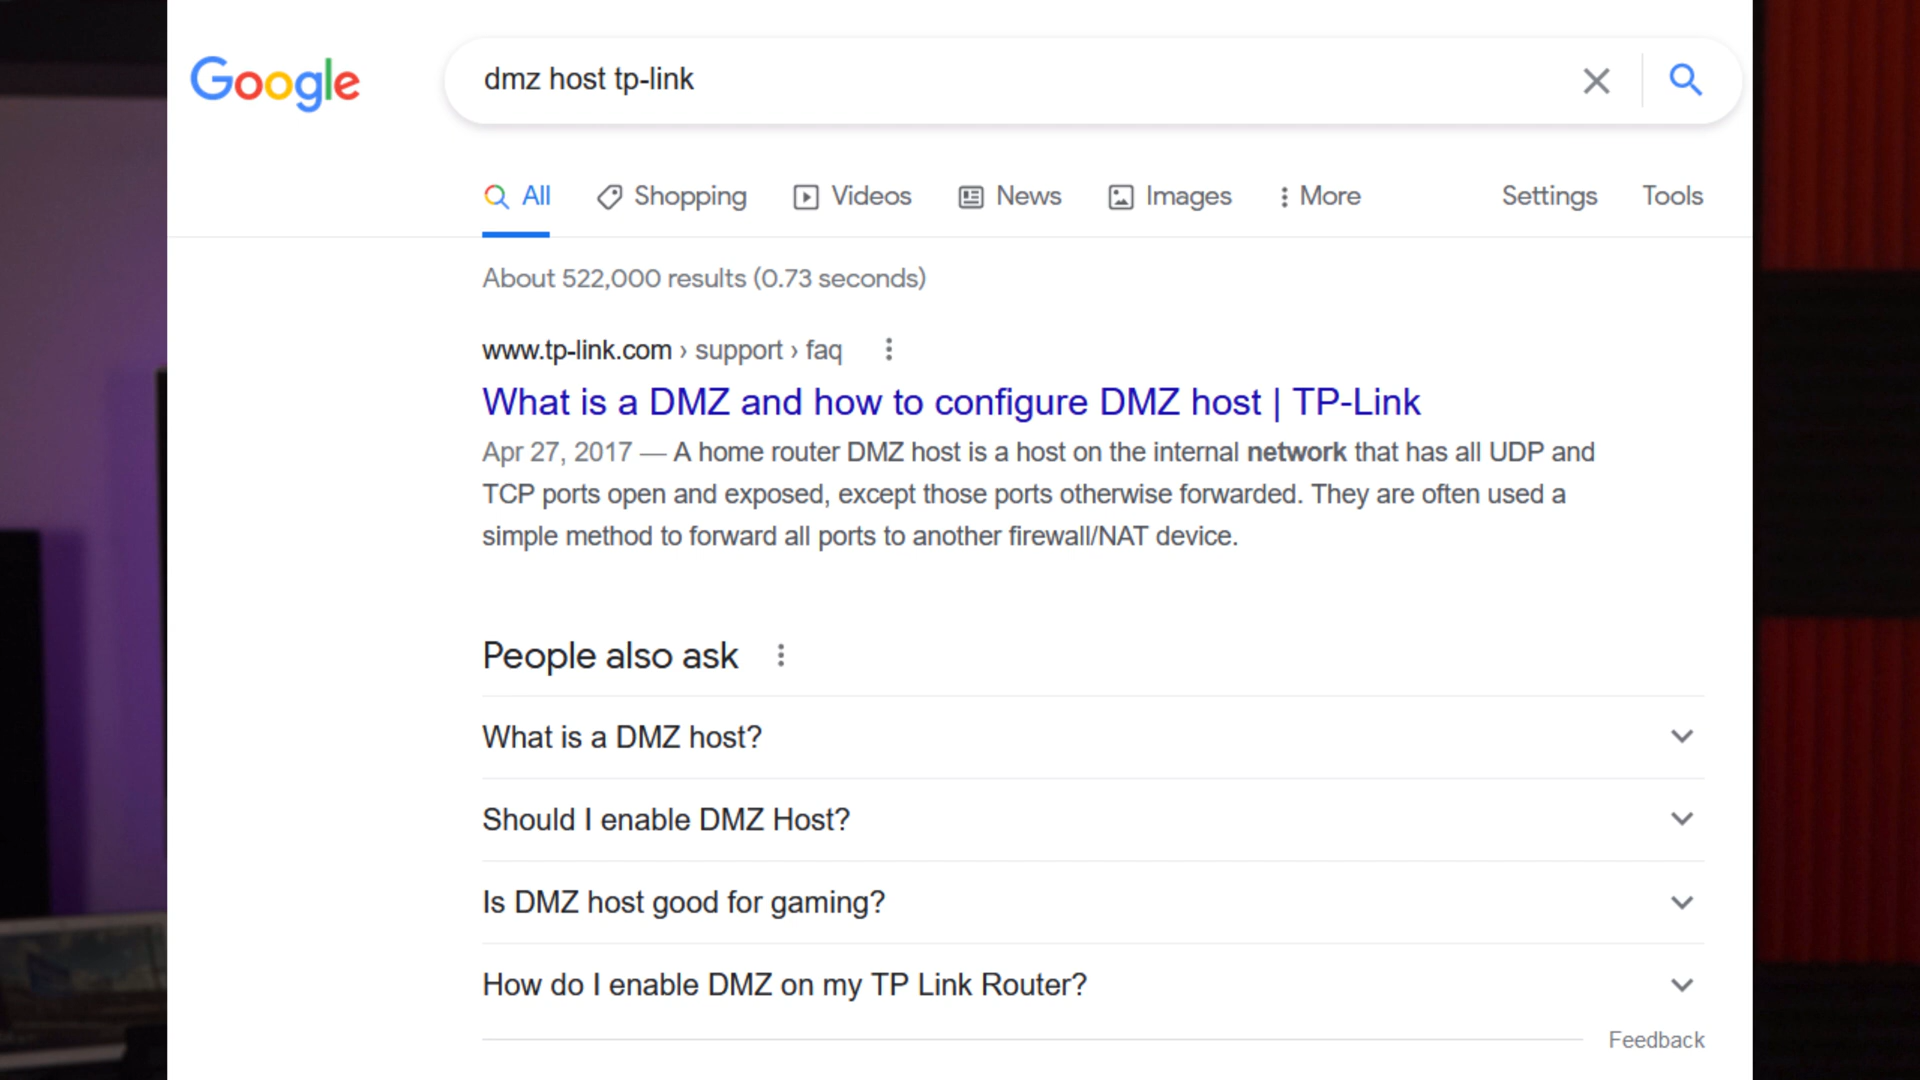 Google
dmz host tp-link
All Shopping Videos News Images More Settings Tools
About 522,000 results (0.73 seconds)
www.tp-link.com › support › faq
What is a DMZ and how to configure DMZ host | TP-Link
Apr 27, 2017 — A home router DMZ host is a host on the internal network that has all UDP and
TCP ports open and exposed, except those ports otherwise forwarded. They are often used a
simple method to forward all ports to another firewall/NAT device.
People also ask
What is a DMZ host?
Should I enable DMZ Host?
Is DMZ host good for gaming?
How do I enable DMZ on my TP Link Router?
Feedback